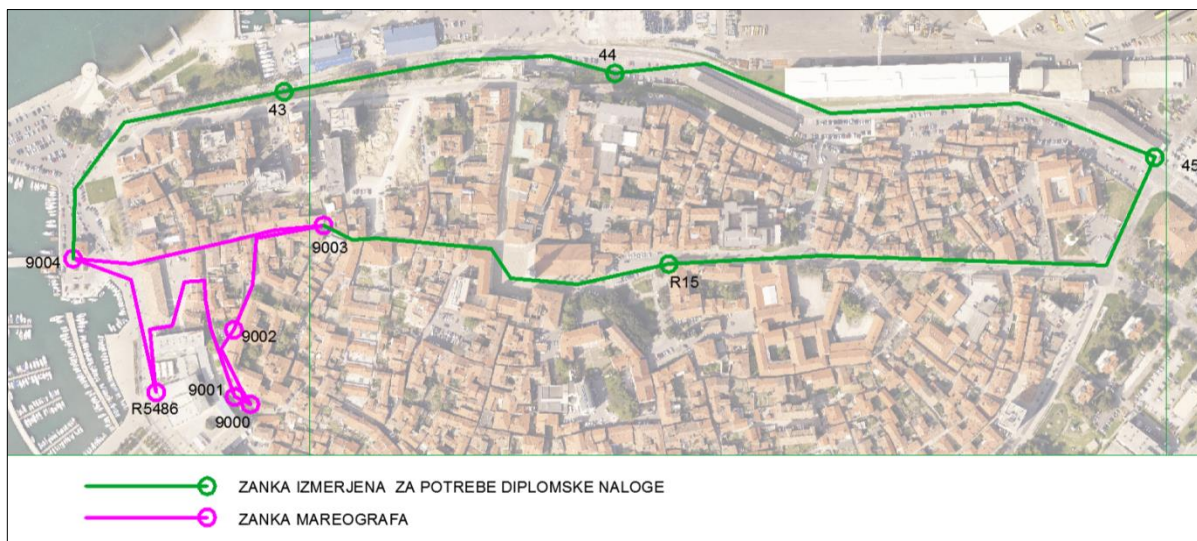 44
43
45
9003
9004
R15
9002
9001
R5486
9000
ZANKA IZMERJENA ZA POTREBE DIPLOMSKE NALOGE
ZANKA MAREOGRAFA